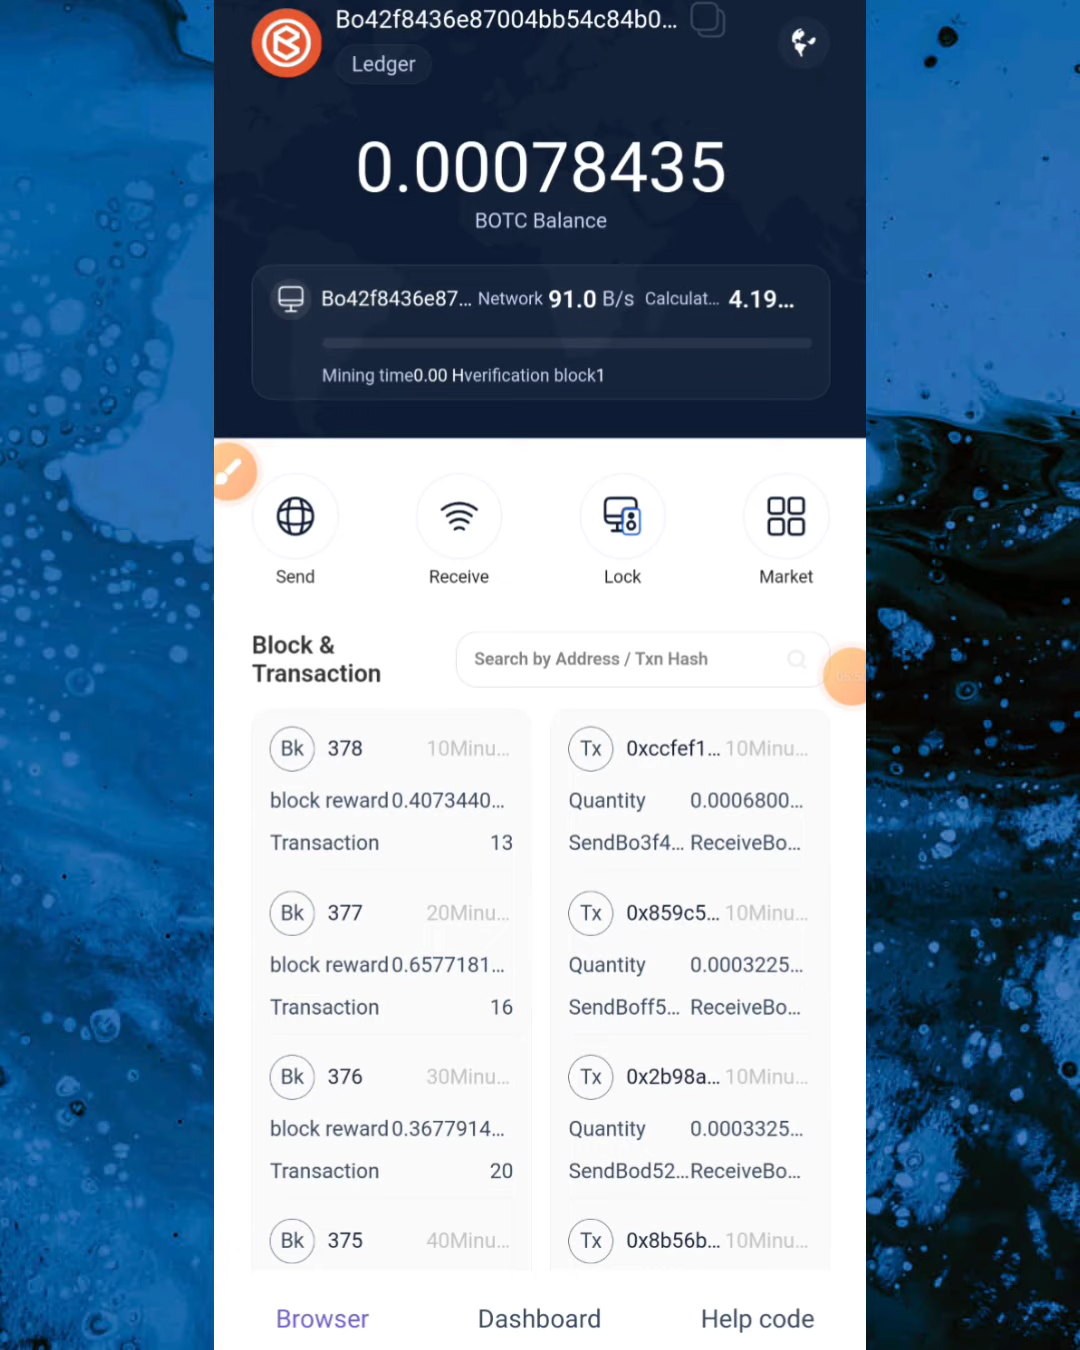 Bo42f8436e87004bb54c84b0...
Ledger
0.00078435
BOTC Balance
Bo42f8436e87... Network 91.0 B/s Calculat... 4.19...
Mining time0.00 Hverification block1
Send Receive Lock Market
Block &
Transaction
Search by Address / Txn Hash
Bk 378 10Minu...
block reward 0.4073440...
Transaction 13
Bk 377 20Minu...
block reward 0.6577181...
Transaction 16
Bk 376 30Minu...
block reward 0.3677914...
Transaction 20
Bk 375 40Minu...
Tx 0xccfef1... 10Minu...
Quantity 0.0006800...
SendBo3f4... ReceiveBo...
Tx 0x859c5... 10Minu...
Quantity 0.0003225...
SendBoff5... ReceiveBo...
Tx 0x2b98a... 10Minu...
Quantity 0.0003325...
SendBod52... ReceiveBo...
Tx 0x8b56b... 10Minu...
Browser Dashboard Help code